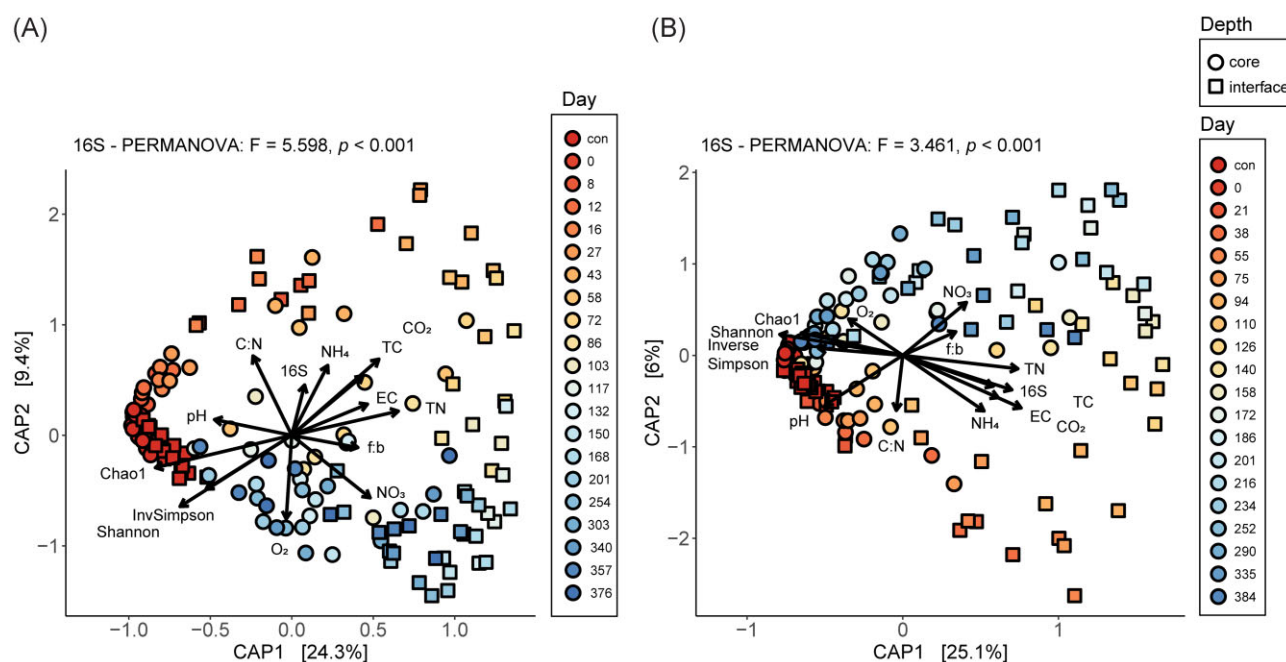 (A)
16S - PERMANOVA: F = 5.598, p < 0.001
CAP2 [9.4%]
2
1
0
−1
C:N
16S
NH₄
CO₂
TC
EC
TN
pH
f:b
Chao1
NO₃
InvSimpson
Shannon
O₂
−1.0
−0.5
0.0
0.5
1.0
CAP1 [24.3%]
Day
con
0
8
12
16
27
43
58
72
86
103
117
132
150
168
201
254
303
340
357
376
(B)
16S - PERMANOVA: F = 3.461, p < 0.001
CAP2 [6%]
2
1
0
−1
−2
NO₃
O₂
Chao1
Shannon
Inverse
Simpson
f:b
TN
16S
TC
EC
CO₂
NH₄
pH
C:N
−1
0
1
CAP1 [25.1%]
Depth
core
interface
Day
con
0
21
38
55
75
94
110
126
140
158
172
186
201
216
234
252
290
335
384